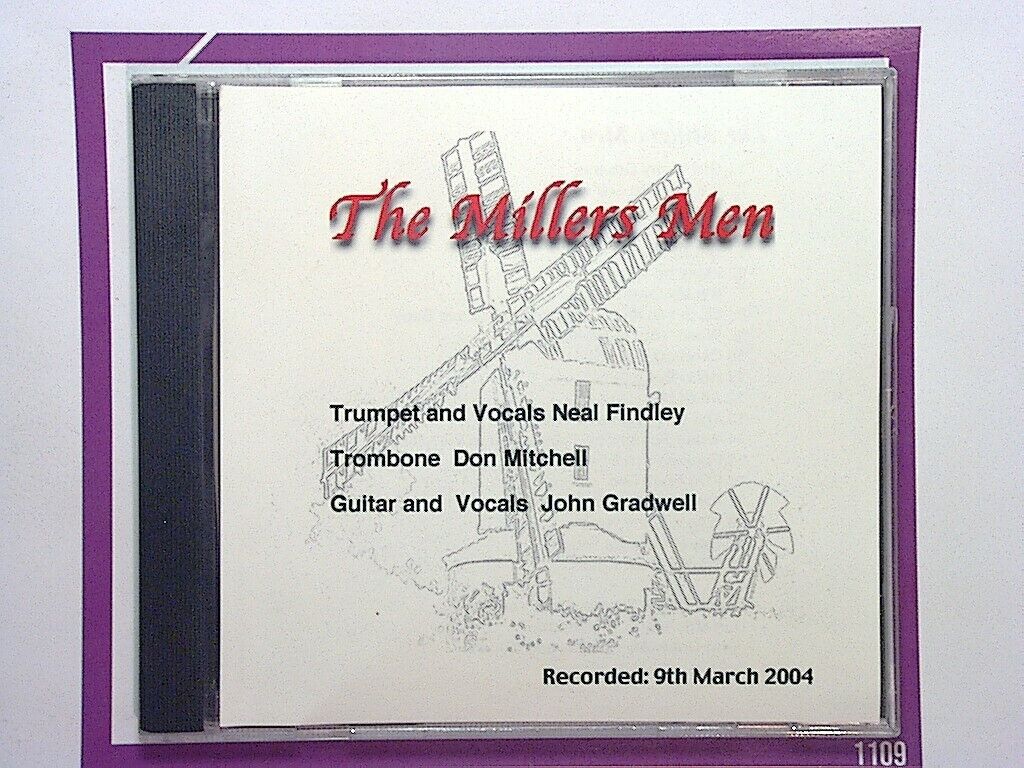 The Millers Men
Trumpet and Vocals Neal Findley
Trombone Don Mitchell
Guitar and Vocals John Gradwell
Recorded: 9th March 2004
1109